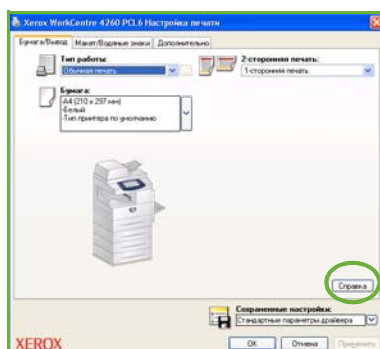 Xerox WorkCentre 4260 PCL6 Настройка печати
Бумага/Вывод Макет/Водяные знаки Дополнительно
Тип работы:
Обычная печать
2-сторонняя печать:
1-сторонняя печать
Бумага:
A4 (210 x 297 мм)
-Белый
-Тип принтера по умолчанию
Справка
Сохраненные настройки:
Стандартные параметры драйвера
XEROX
ОК Отмена Применить